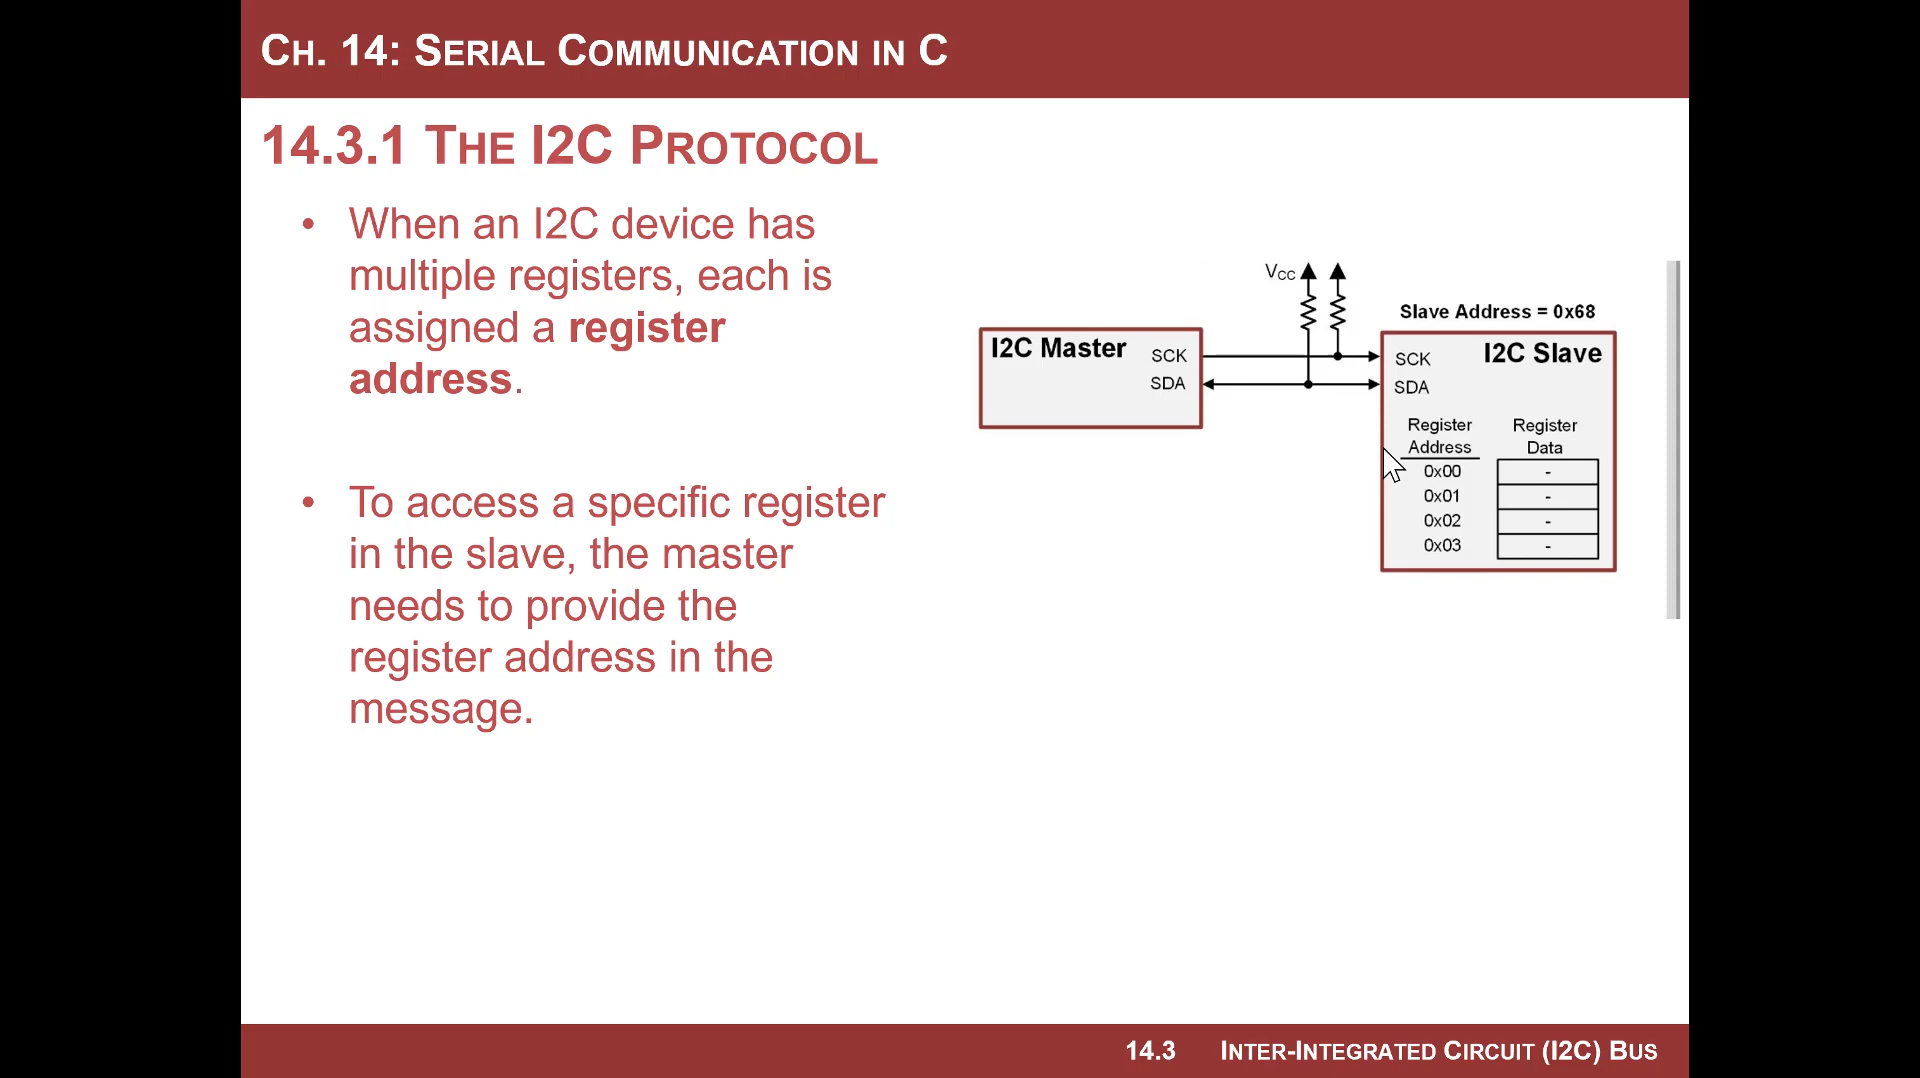 CH. 14: SERIAL COMMUNICATION IN C
14.3.1 THE I2C PROTOCOL
• When an I2C device has
multiple registers, each is
assigned a register
address.
• To access a specific register
in the slave, the master
needs to provide the
register address in the
message.
VCC
Slave Address = 0x68
I2C Master
SCK
SDA
I2C Slave
SCK
SDA
Register Address
Register Data
0x00 -
0x01 -
0x02 -
0x03 -
14.3 INTER-INTEGRATED CIRCUIT (I2C) BUS